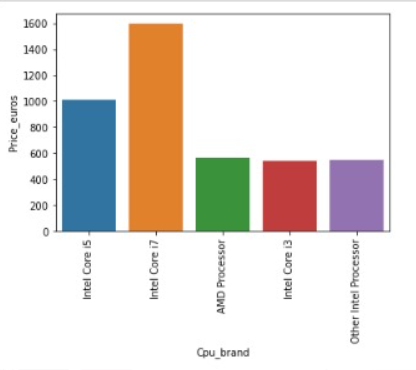 1600
1400
1200
1000
800
600
400
200
0
Price_euros
Intel Core i5
Intel Core i7
AMD Processor
Intel Core i3
Other Intel Processor
Cpu_brand